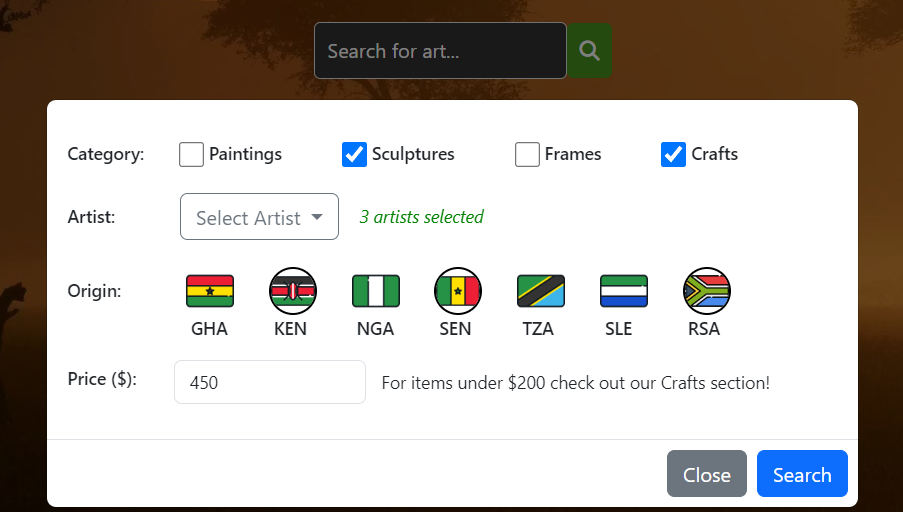 Search for art...
Category: Paintings Sculptures Frames Crafts
Artist: Select Artist 3 artists selected
Origin:
GHA KEN NGA SEN TZA SLE RSA
Price ($): 450 For items under $200 check out our Crafts section!
Close Search